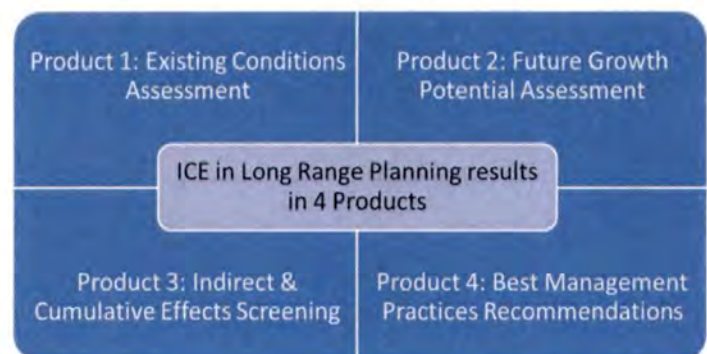 Product 1: Existing Conditions
Assessment
Product 2: Future Growth
Potential Assessment
ICE in Long Range Planning results
in 4 Products
Product 3: Indirect &
Cumulative Effects Screening
Product 4: Best Management
Practices Recommendations